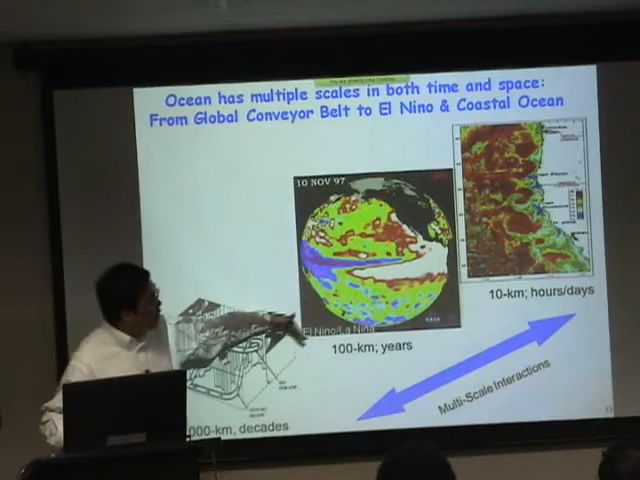 Ocean has multiple scales in both time and space:
From Global Conveyor Belt to El Nino & Coastal Ocean
10 NOV 97
El Nino/La Nina
10-km; hours/days
100-km; years
Multi-Scale Interactions
000-km, decades